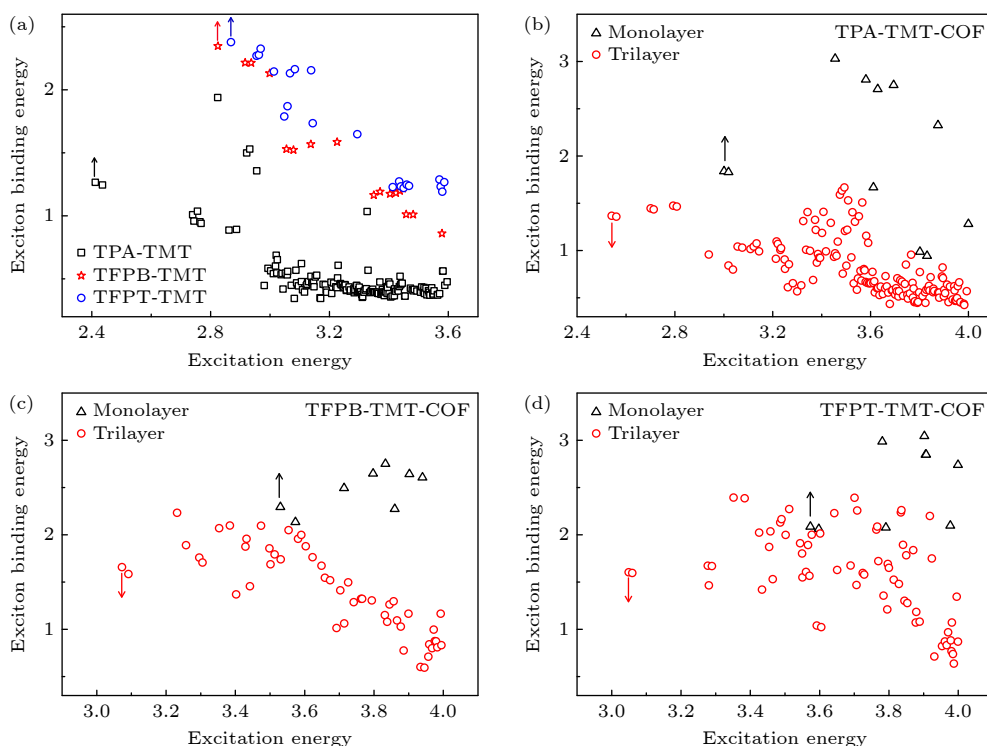 (a)
Exciton binding energy
2
1
TPA-TMT
TFPB-TMT
TFPT-TMT
2.4 2.8 3.2 3.6
Excitation energy
(b)
Monolayer TPA-TMT-COF
Trilayer
Exciton binding energy
3
2
1
2.4 2.8 3.2 3.6 4.0
Excitation energy
(c)
Monolayer TFPB-TMT-COF
Trilayer
Exciton binding energy
3
2
1
3.0 3.2 3.4 3.6 3.8 4.0
Excitation energy
(d)
Monolayer TFPT-TMT-COF
Trilayer
Exciton binding energy
3
2
1
3.0 3.2 3.4 3.6 3.8 4.0
Excitation energy